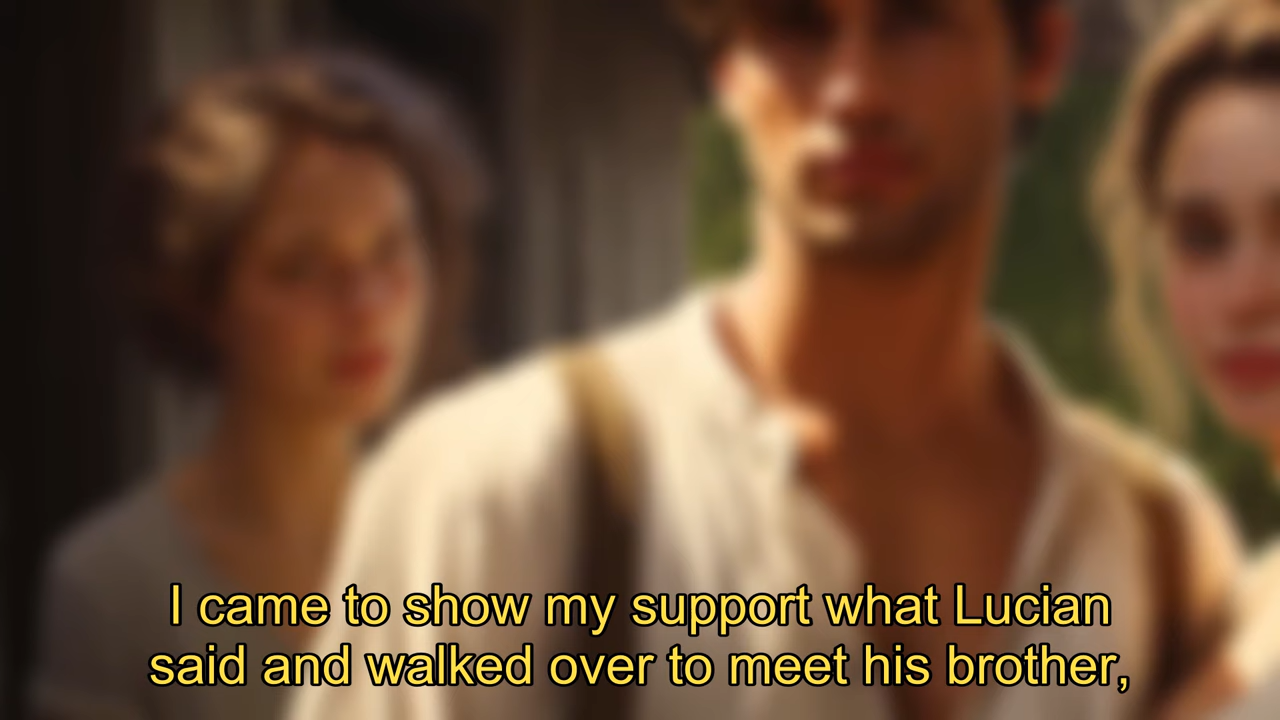 I came to show my support what Lucian
said and walked over to meet his brother,